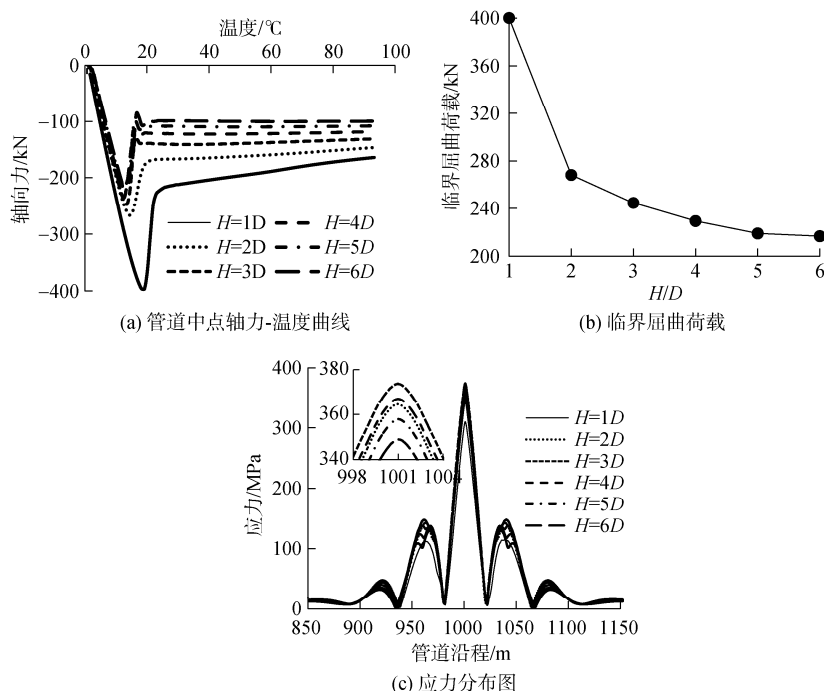 温度/℃
0 20 40 60 80 100
0
−100
−200
−300
−400
轴向力/kN
H=1D
H=2D
H=3D
H=4D
H=5D
H=6D
(a) 管道中点轴力-温度曲线
400
360
320
280
240
200
临界屈曲荷载/kN
1 2 3 4 5 6
H/D
(b) 临界屈曲荷载
400
300
200
100
0
应力/MPa
380
360
340
998 1001 1004
H=1D
H=2D
H=3D
H=4D
H=5D
H=6D
850 900 950 1000 1050 1100 1150
管道沿程/m
(c) 应力分布图